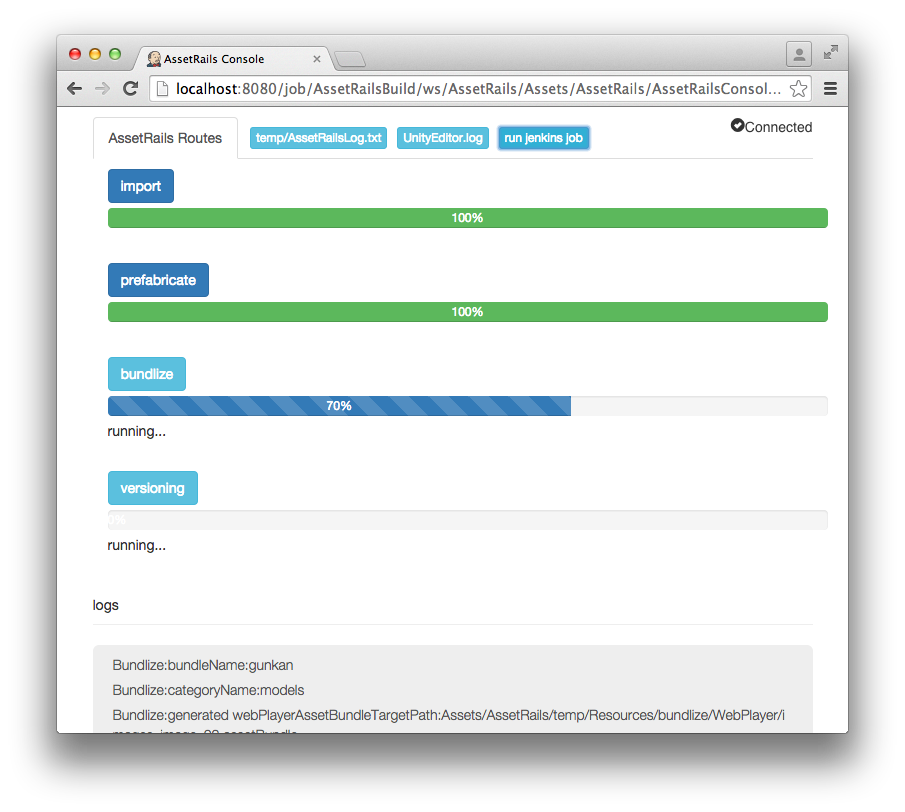 AssetRails Console
localhost:8080/job/AssetRailsBuild/ws/AssetRails/Assets/AssetRails/AssetRailsConsol...
AssetRails Routes temp/AssetRailsLog.txt UnityEditor.log run jenkins job Connected
import
100%
prefabricate
100%
bundlize
70%
running...
versioning
0%
running...
logs
Bundlize:bundleName:gunkan
Bundlize:categoryName:models
Bundlize:generated webPlayerAssetBundleTargetPath:Assets/AssetRails/temp/Resources/bundlize/WebPlayer/i